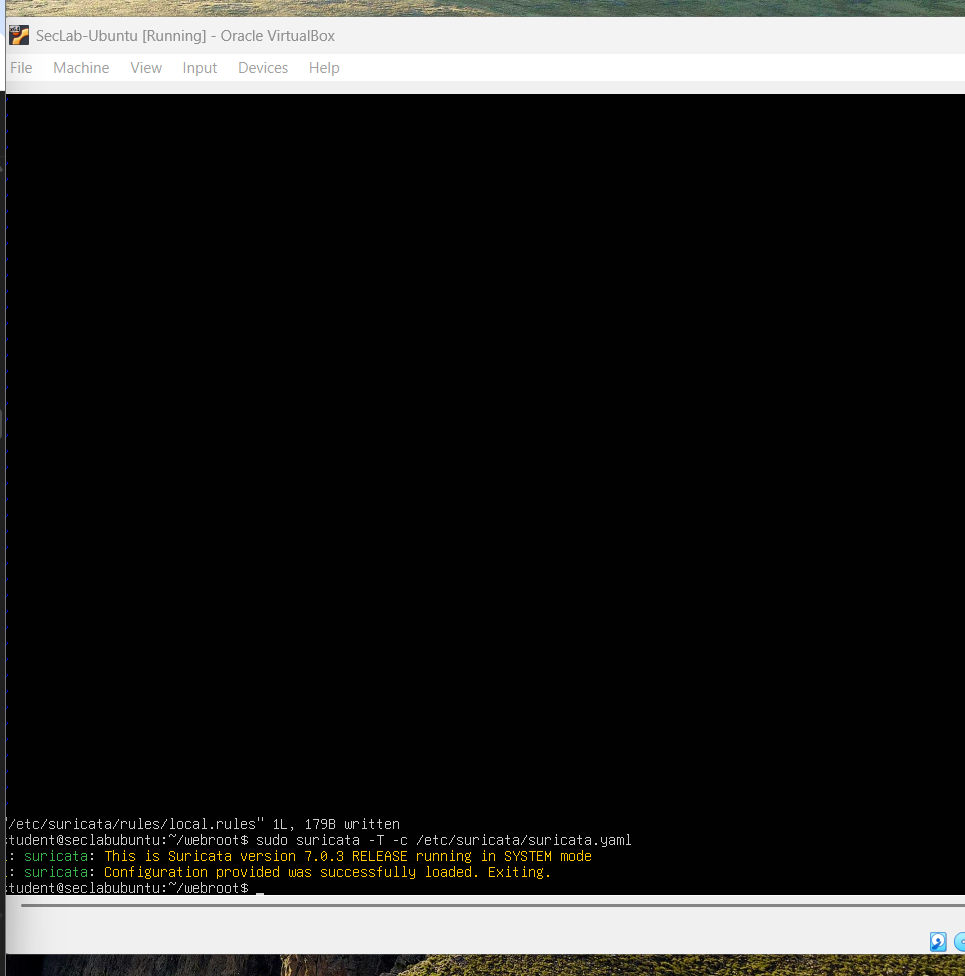 SecLab-Ubuntu [Running] - Oracle VirtualBox
File Machine View Input Devices Help
"/etc/suricata/rules/local.rules" 1L, 179B written
student@seclabubuntu:~/webroot$ sudo suricata -T -c /etc/suricata/suricata.yaml
: suricata: This is Suricata version 7.0.3 RELEASE running in SYSTEM mode
: suricata: Configuration provided was successfully loaded. Exiting.
student@seclabubuntu:~/webroot$ _